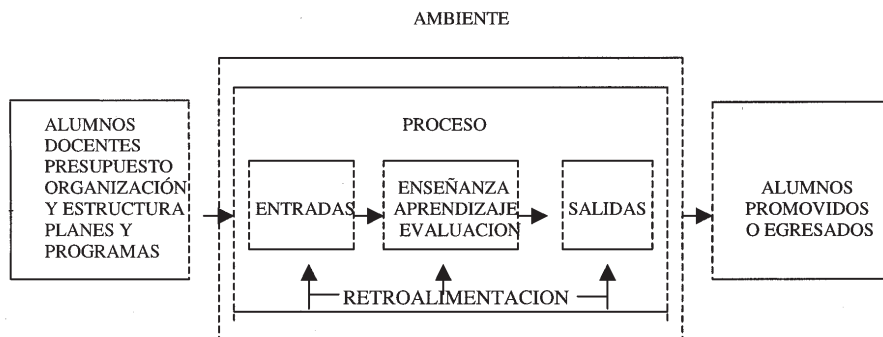 AMBIENTE
ALUMNOS
DOCENTES
PRESUPUESTO
ORGANIZACIÓN
Y ESTRUCTURA
PLANES Y
PROGRAMAS
PROCESO
ENTRADAS
ENSEÑANZA
APRENDIZAJE
EVALUACION
SALIDAS
RETROALIMENTACION
ALUMNOS
PROMOVIDOS
O EGRESADOS